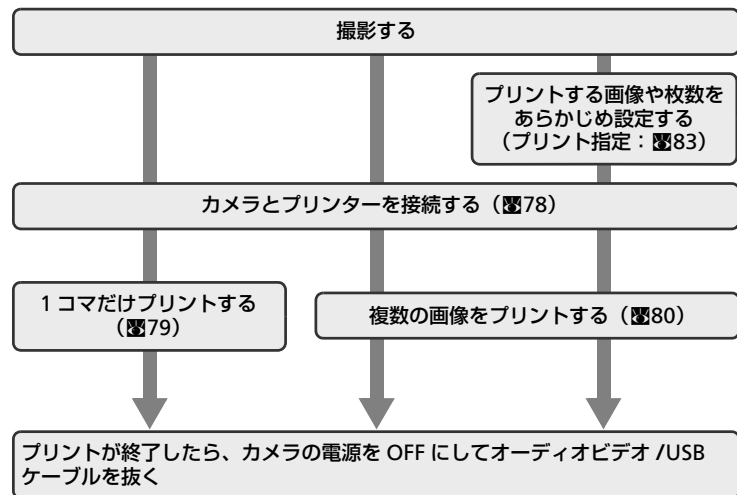 撮影する
プリントする画像や枚数を
あらかじめ設定する
（プリント指定：83）
カメラとプリンターを接続する（78）
1コマだけプリントする
（79）
複数の画像をプリントする（80）
プリントが終了したら、カメラの電源を OFF にしてオーディオビデオ /USB
ケーブルを抜く